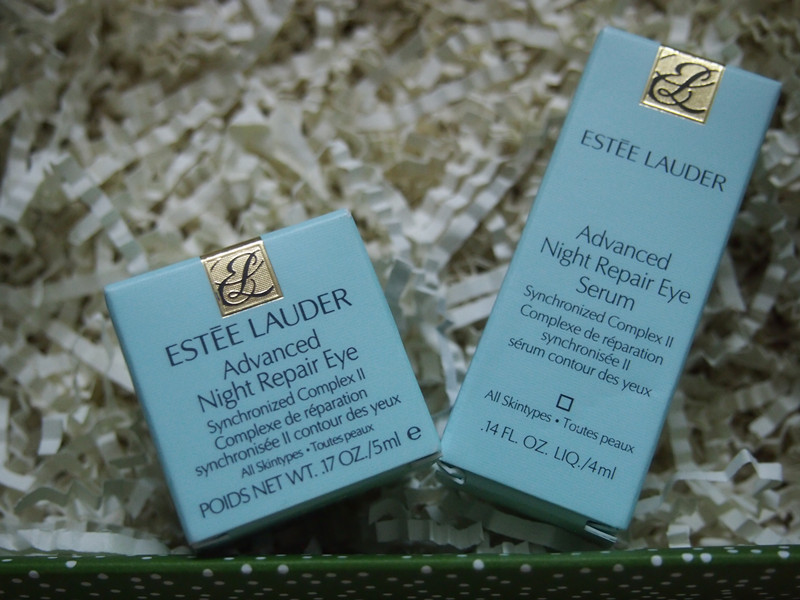 EL
ESTĒE LAUDER
Advanced
Night Repair Eye
Synchronized Complex II
Complexe de réparation
synchronisée II contour des yeux
All Skintypes • Toutes peaux
POIDS NET WT. .17 OZ./5ml e
EL
ESTĒE LAUDER
Advanced
Night Repair Eye
Serum
Synchronized Complex II
Complexe de réparation
synchronisée II
sérum contour des yeux
All Skintypes • Toutes peaux
.14 FL. OZ. LIQ./4ml